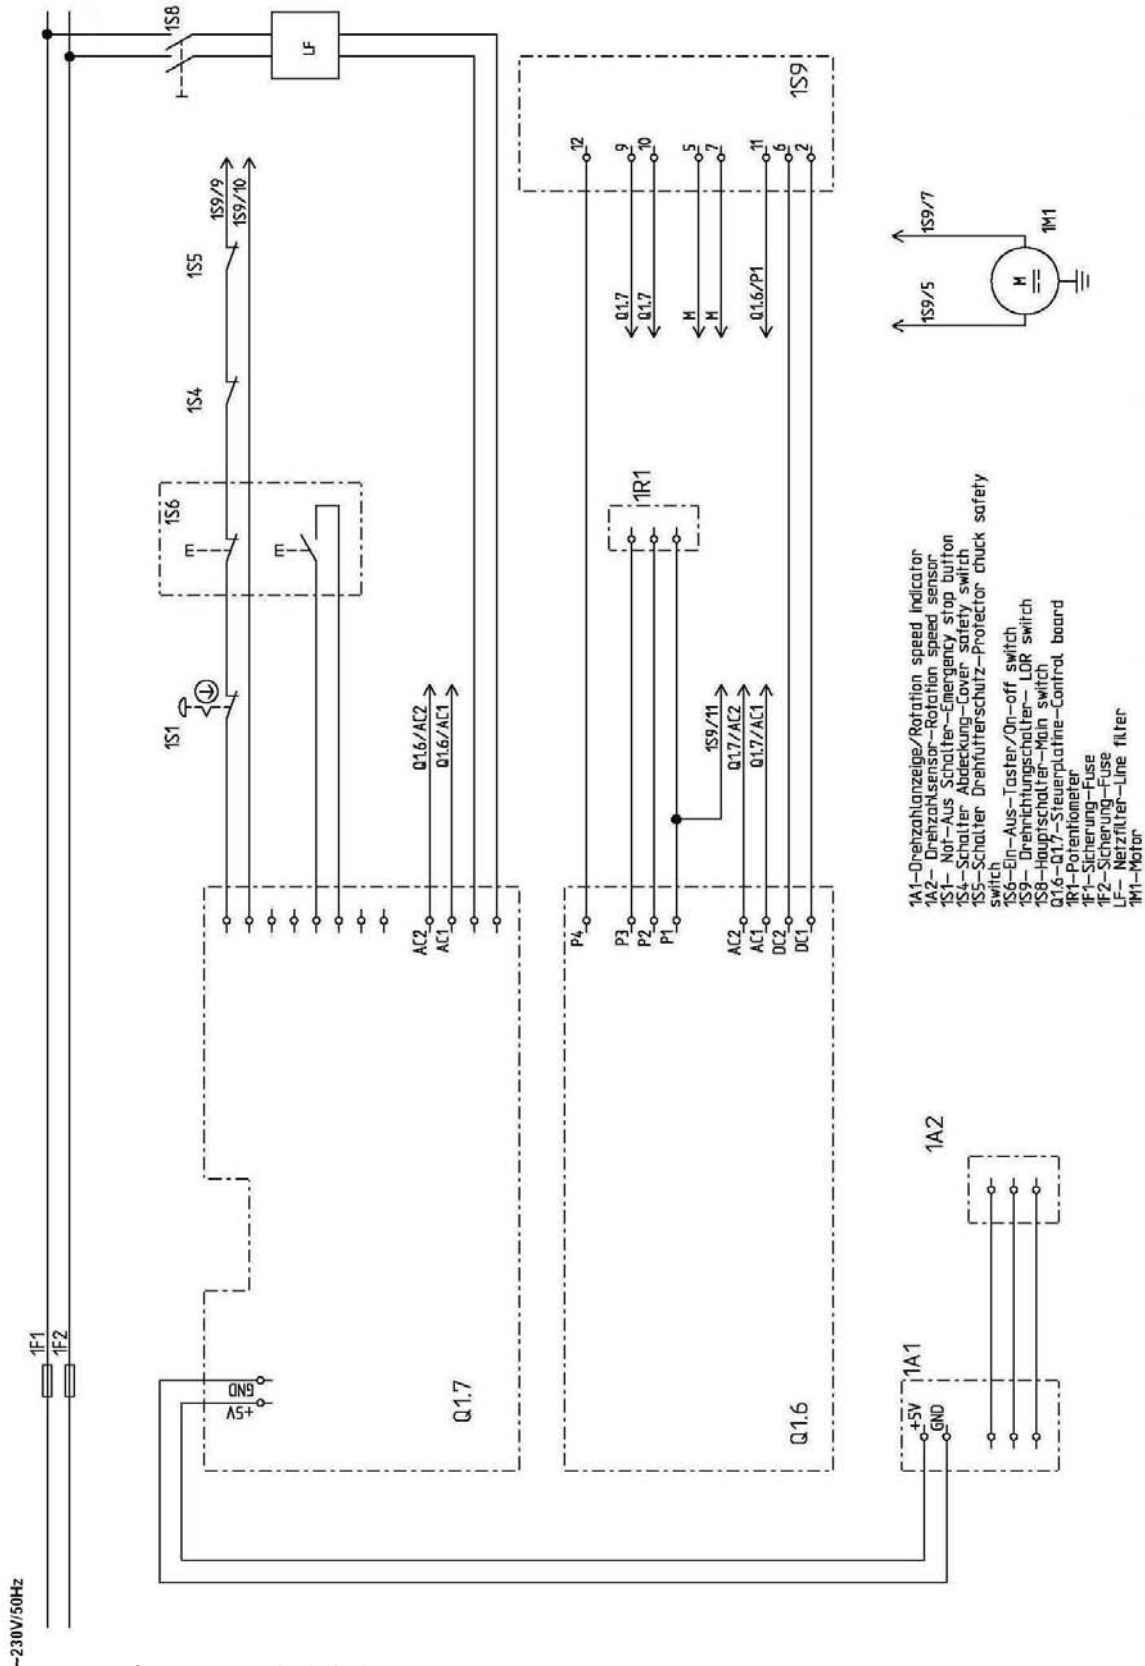 ~230V/50Hz
1F1
1F2
1S8
LF
1S9/9
1S9/10
1S5
1S4
1S6
1S1
Q1.6/AC2
Q1.6/AC1
AC2
AC1
GND
+5V
Q1.7
1S9
12
9
10
5
7
11
6
2
Q1.7
Q1.7
M
M
Q1.6/P1
1R1
1S9/11
Q1.7/AC2
Q1.7/AC1
P4
P3
P2
P1
AC2
AC1
DC2
DC1
Q1.6
1S9/7
1S9/5
M
1M1
1A2
1A1
+5V
GND
1A1-Drehzahlanzeige/Rotation speed indicator
1A2- Drehzahlsensor-Rotation speed sensor
1S1- Not-Aus Schalter-Emergency stop button
1S4-Schalter Abdeckung-Cover safety switch
1S5-Schalter Drehfutterschutz-Protector chuck safety
switch
1S6-Ein-Aus-Taster/On-off switch
1S9- Drehrichtungschalter- LOR switch
1S8-Hauptschalter-Main switch
Q1.6-Q1.7-Steuerplatine-Control board
1R1-Potentiometer
1F1-Sicherung-Fuse
1F2-Sicherung-Fuse
LF- Netzfilter-Line filter
1M1-Motor